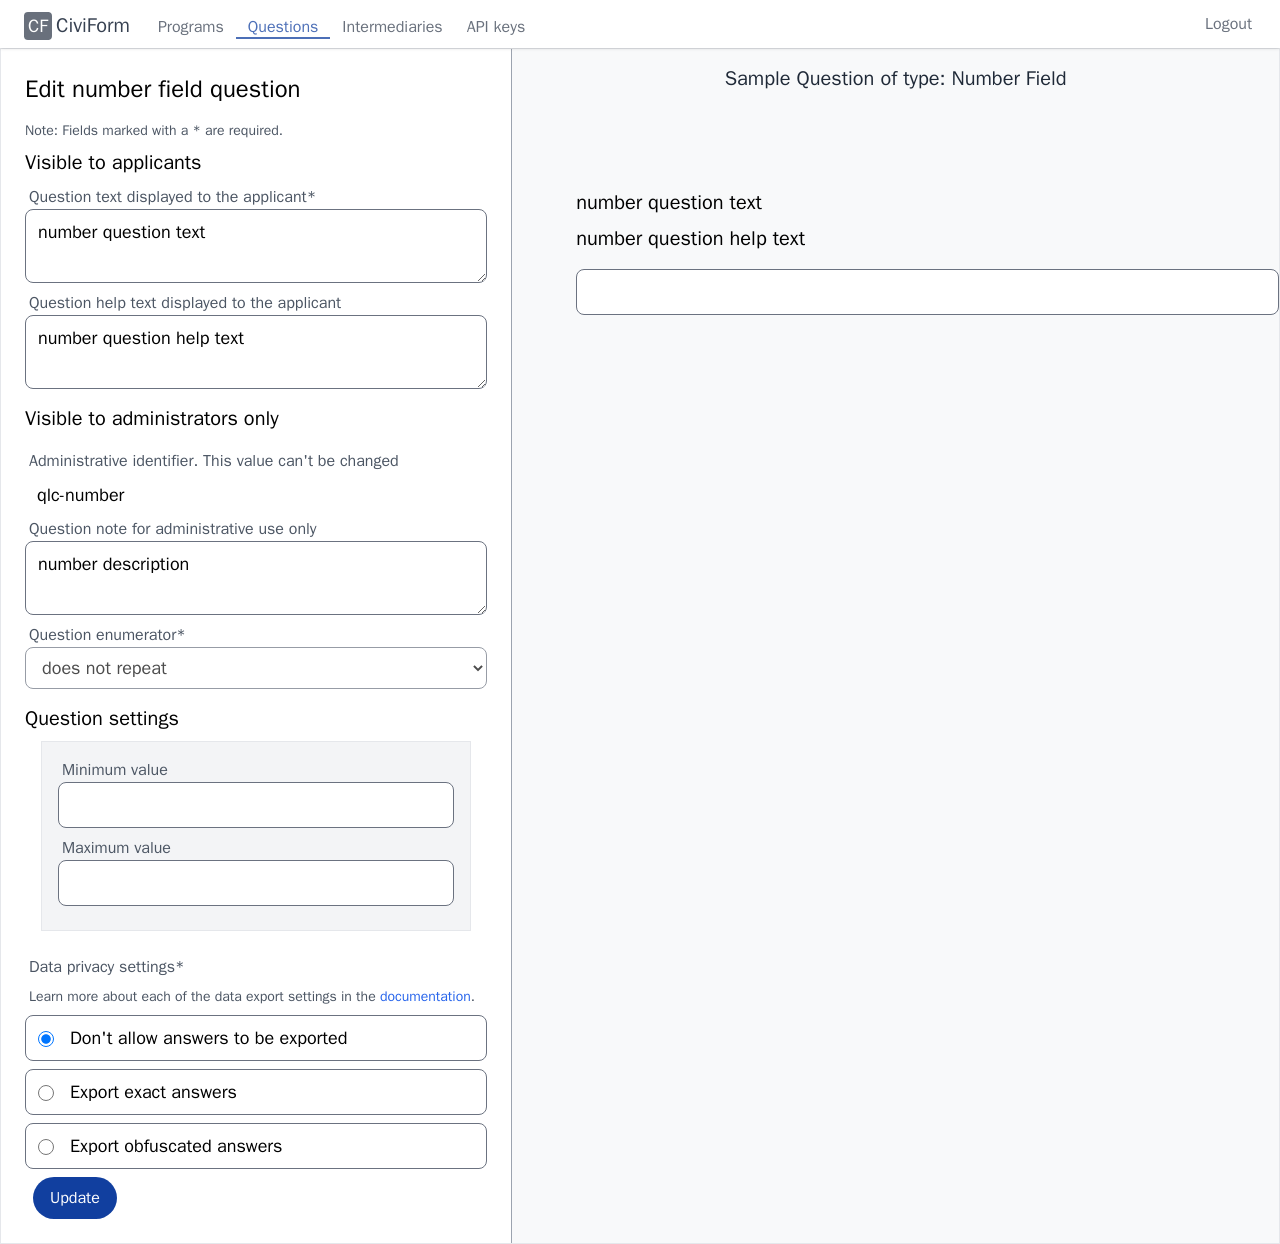 CF CiviForm Programs Questions Intermediaries API keys Logout
Edit number field question
Note: Fields marked with a * are required.
Visible to applicants
Question text displayed to the applicant*
number question text
Question help text displayed to the applicant
number question help text
Visible to administrators only
Administrative identifier. This value can't be changed
qlc-number
Question note for administrative use only
number description
Question enumerator*
does not repeat
Question settings
Minimum value
Maximum value
Data privacy settings*
Learn more about each of the data export settings in the documentation.
Don't allow answers to be exported
Export exact answers
Export obfuscated answers
Update
Sample Question of type: Number Field
number question text
number question help text